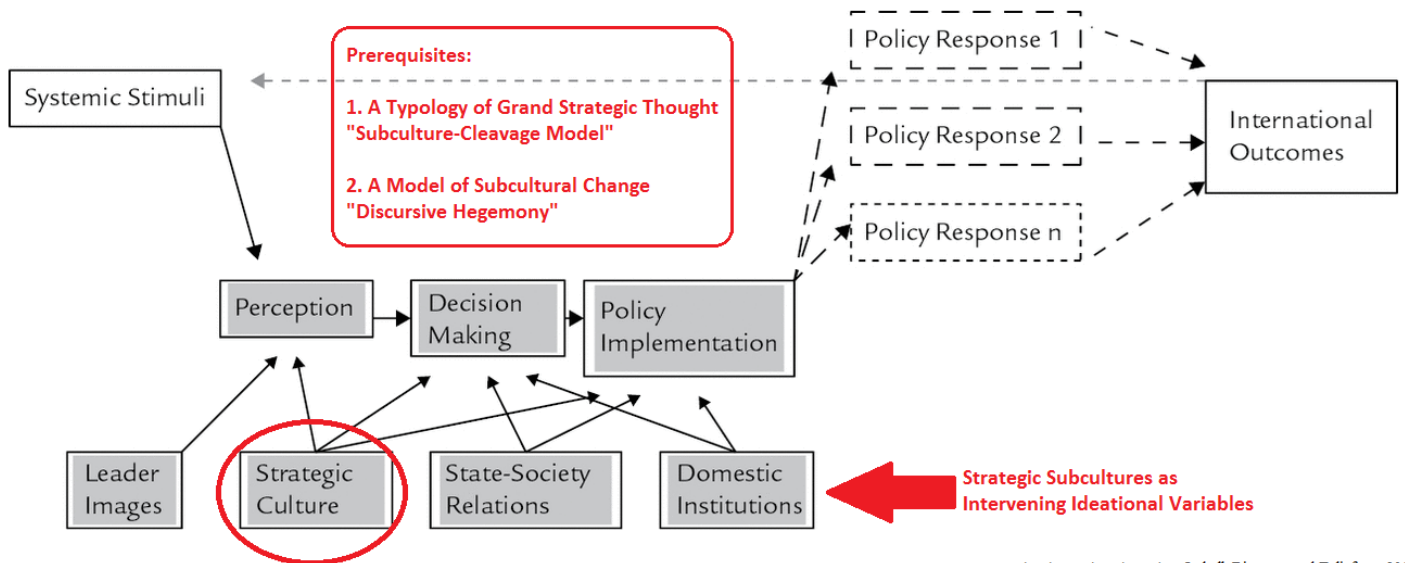 Prerequisites:
1. A Typology of Grand Strategic Thought
"Subculture-Cleavage Model"
2. A Model of Subcultural Change
"Discursive Hegemony"
Systemic Stimuli
Policy Response 1
Policy Response 2
Policy Response n
International
Outcomes
Perception
Decision
Making
Policy
Implementation
Leader
Images
Strategic
Culture
State-Society
Relations
Domestic
Institutions
Strategic Subcultures as
Intervening Ideational Variables